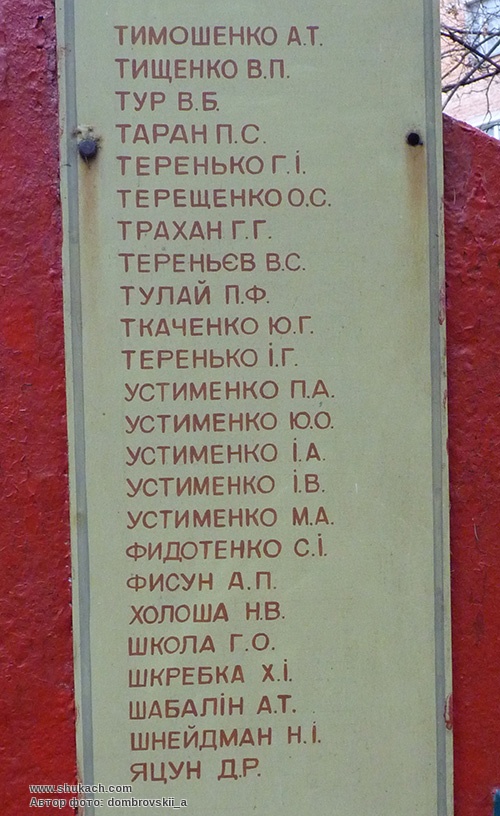 ТИМОШЕНКО А.Т.
ТИЩЕНКО В.П.
ТУР В.Б.
ТАРАН П.С.
ТЕРЕНЬКО Г.І.
ТЕРЕЩЕНКО О.С.
ТРАХАН Г.Г.
ТЕРЕНЬЄВ В.С.
ТУЛАЙ П.Ф.
ТКАЧЕНКО Ю.Г.
ТЕРЕНЬКО І.Г.
УСТИМЕНКО П.А.
УСТИМЕНКО Ю.О.
УСТИМЕНКО І.А.
УСТИМЕНКО І.В.
УСТИМЕНКО М.А.
ФИДОТЕНКО С.І.
ФИСУН А.П.
ХОЛОША Н.В.
ШКОЛА Г.О.
ШКРЕБКА Х.І.
ШАБАЛІН А.Т.
ШНЕЙДМАН Н.І.
ЯЦУН Д.Р.
www.shukach.com
Автор фото: dombrovskii_a